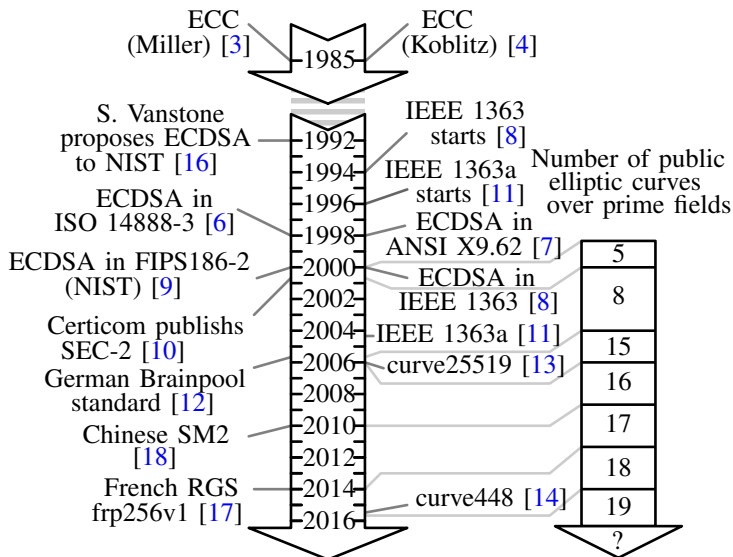 ECC
(Miller) [3]
ECC
(Koblitz) [4]
1985
S. Vanstone
proposes ECDSA
to NIST [16]
ECDSA in
ISO 14888-3 [6]
ECDSA in FIPS186-2
(NIST) [9]
Certicom publishs
SEC-2 [10]
German Brainpool
standard [12]
Chinese SM2
[18]
French RGS
frp256v1 [17]
1992
1994
1996
1998
2000
2002
2004
2006
2008
2010
2012
2014
2016
IEEE 1363
starts [8]
IEEE 1363a
starts [11]
ECDSA in
ANSI X9.62 [7]
ECDSA in
IEEE 1363 [8]
IEEE 1363a [11]
curve25519 [13]
curve448 [14]
Number of public
elliptic curves
over prime fields
5
8
15
16
17
18
19
?